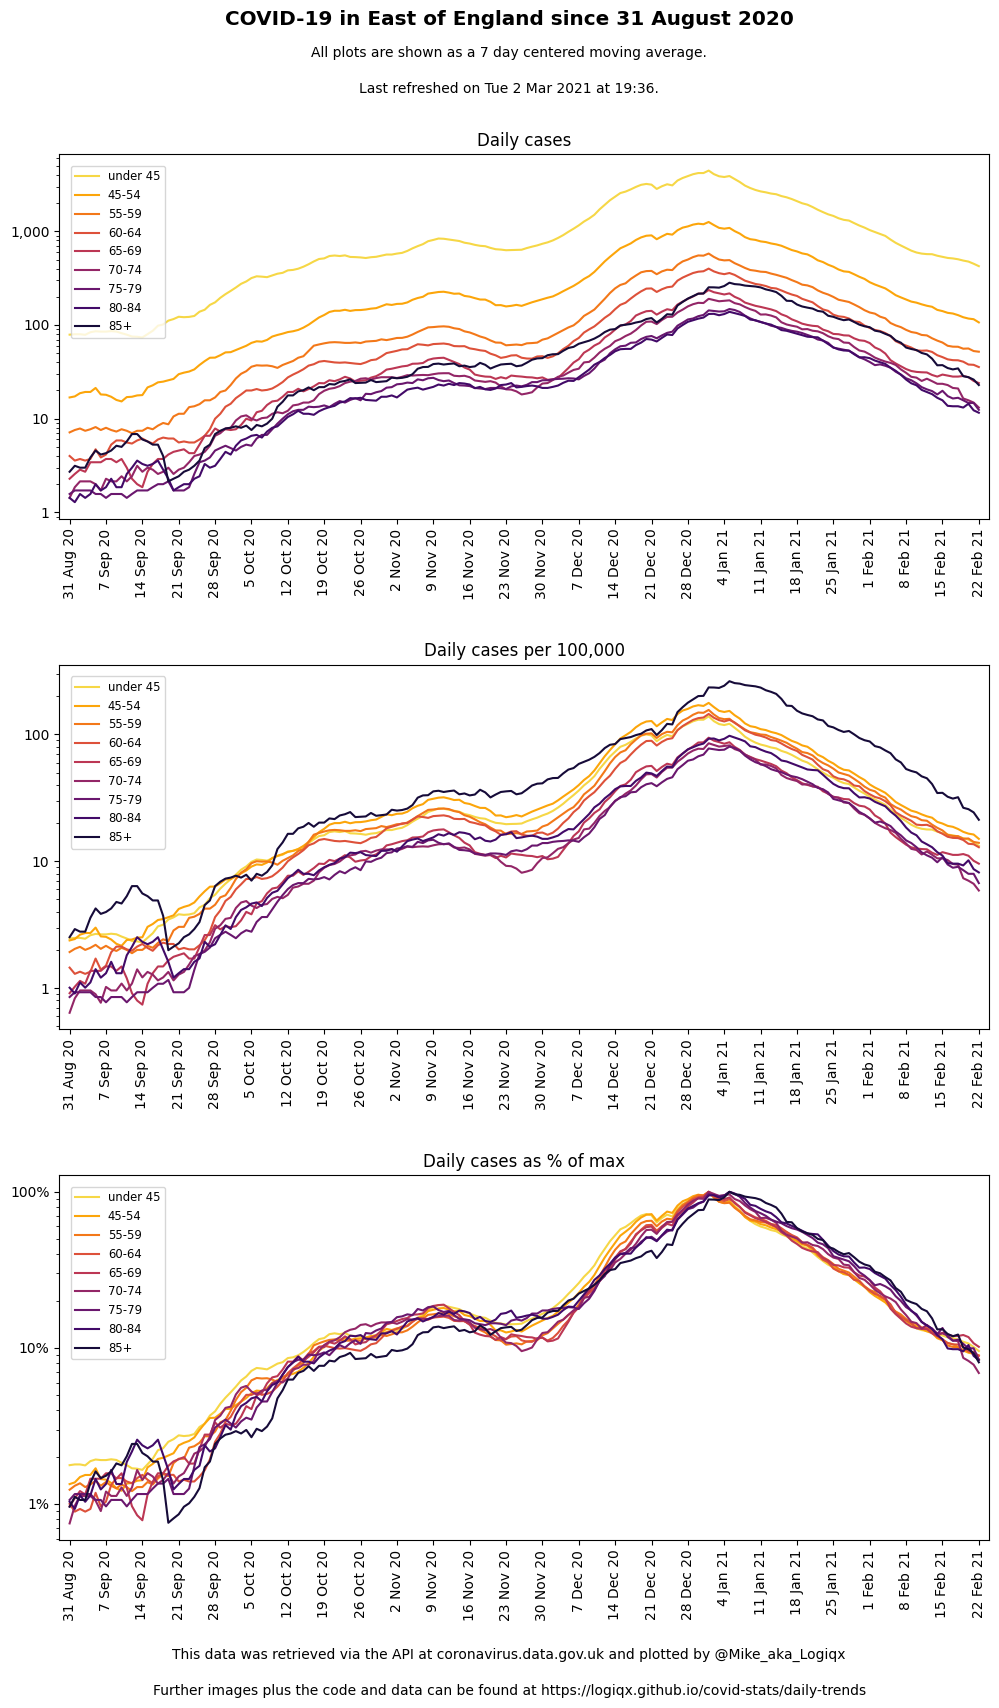 COVID-19 in East of England since 31 August 2020
All plots are shown as a 7 day centered moving average.
Last refreshed on Tue 2 Mar 2021 at 19:36.
Daily cases
under 45
45-54
55-59
60-64
65-69
70-74
75-79
80-84
85+
1,000
100
10
1
31 Aug 20
7 Sep 20
14 Sep 20
21 Sep 20
28 Sep 20
5 Oct 20
12 Oct 20
19 Oct 20
26 Oct 20
2 Nov 20
9 Nov 20
16 Nov 20
23 Nov 20
30 Nov 20
7 Dec 20
14 Dec 20
21 Dec 20
28 Dec 20
4 Jan 21
11 Jan 21
18 Jan 21
25 Jan 21
1 Feb 21
8 Feb 21
15 Feb 21
22 Feb 21
Daily cases per 100,000
under 45
45-54
55-59
60-64
65-69
70-74
75-79
80-84
85+
100
10
1
31 Aug 20
7 Sep 20
14 Sep 20
21 Sep 20
28 Sep 20
5 Oct 20
12 Oct 20
19 Oct 20
26 Oct 20
2 Nov 20
9 Nov 20
16 Nov 20
23 Nov 20
30 Nov 20
7 Dec 20
14 Dec 20
21 Dec 20
28 Dec 20
4 Jan 21
11 Jan 21
18 Jan 21
25 Jan 21
1 Feb 21
8 Feb 21
15 Feb 21
22 Feb 21
Daily cases as % of max
under 45
45-54
55-59
60-64
65-69
70-74
75-79
80-84
85+
100%
10%
1%
31 Aug 20
7 Sep 20
14 Sep 20
21 Sep 20
28 Sep 20
5 Oct 20
12 Oct 20
19 Oct 20
26 Oct 20
2 Nov 20
9 Nov 20
16 Nov 20
23 Nov 20
30 Nov 20
7 Dec 20
14 Dec 20
21 Dec 20
28 Dec 20
4 Jan 21
11 Jan 21
18 Jan 21
25 Jan 21
1 Feb 21
8 Feb 21
15 Feb 21
22 Feb 21
This data was retrieved via the API at coronavirus.data.gov.uk and plotted by @Mike_aka_Logiqx
Further images plus the code and data can be found at https://logiqx.github.io/covid-stats/daily-trends